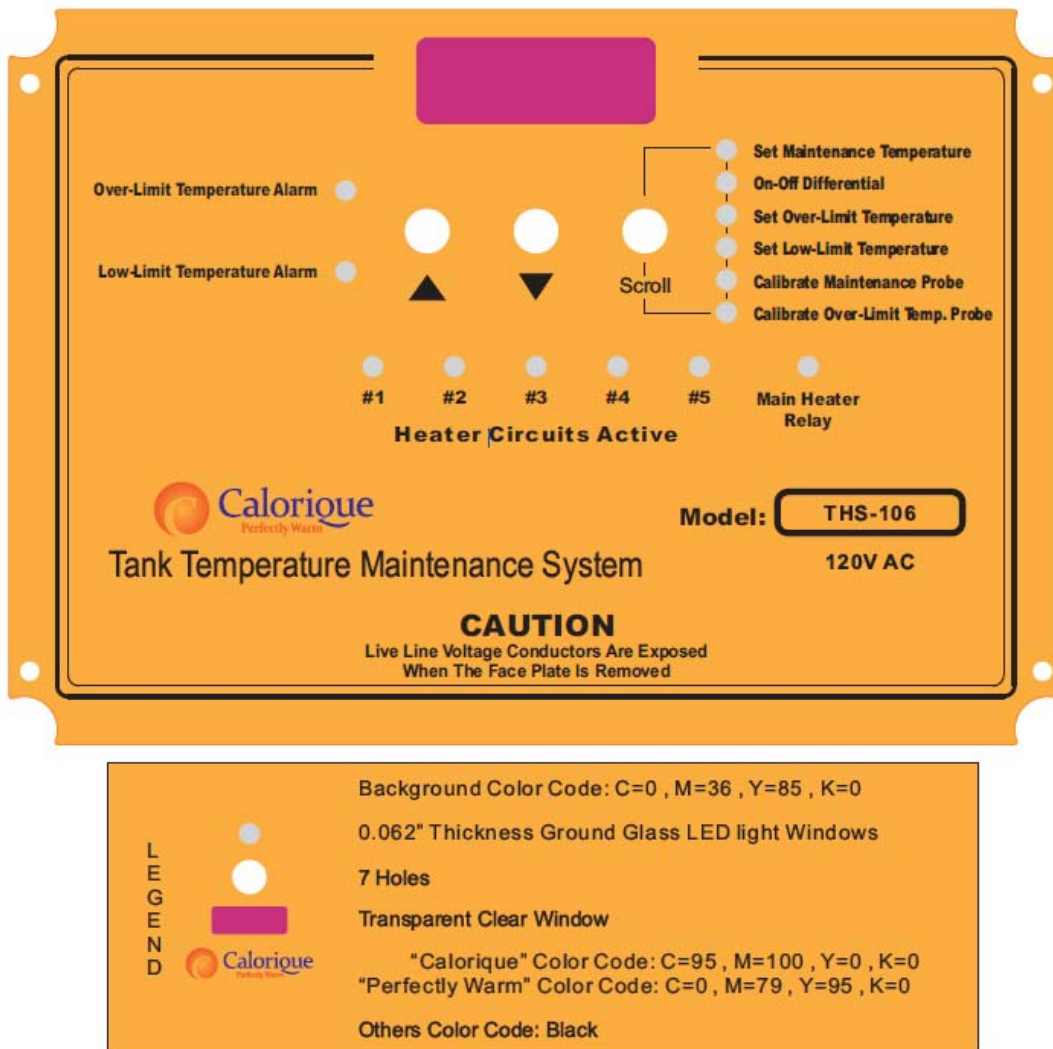 Set Maintenance Temperature
Over-Limit Temperature Alarm
On-Off Differential
Set Over-Limit Temperature
Set Low-Limit Temperature
Low-Limit Temperature Alarm
Scroll
Calibrate Maintenance Probe
Calibrate Over-Limit Temp. Probe
#1 #2 #3 #4 #5
Main Heater
Relay
Heater Circuits Active
Calorique
Perfectly Warm
Model: THS-106
Tank Temperature Maintenance System
120V AC
CAUTION
Live Line Voltage Conductors Are Exposed
When The Face Plate Is Removed
LEGEND
Background Color Code: C=0 , M=36 , Y=85 , K=0
0.062" Thickness Ground Glass LED light Windows
7 Holes
Transparent Clear Window
Calorique
Perfectly Warm
"Calorique" Color Code: C=95 , M=100 , Y=0 , K=0
"Perfectly Warm" Color Code: C=0 , M=79 , Y=95 , K=0
Others Color Code: Black